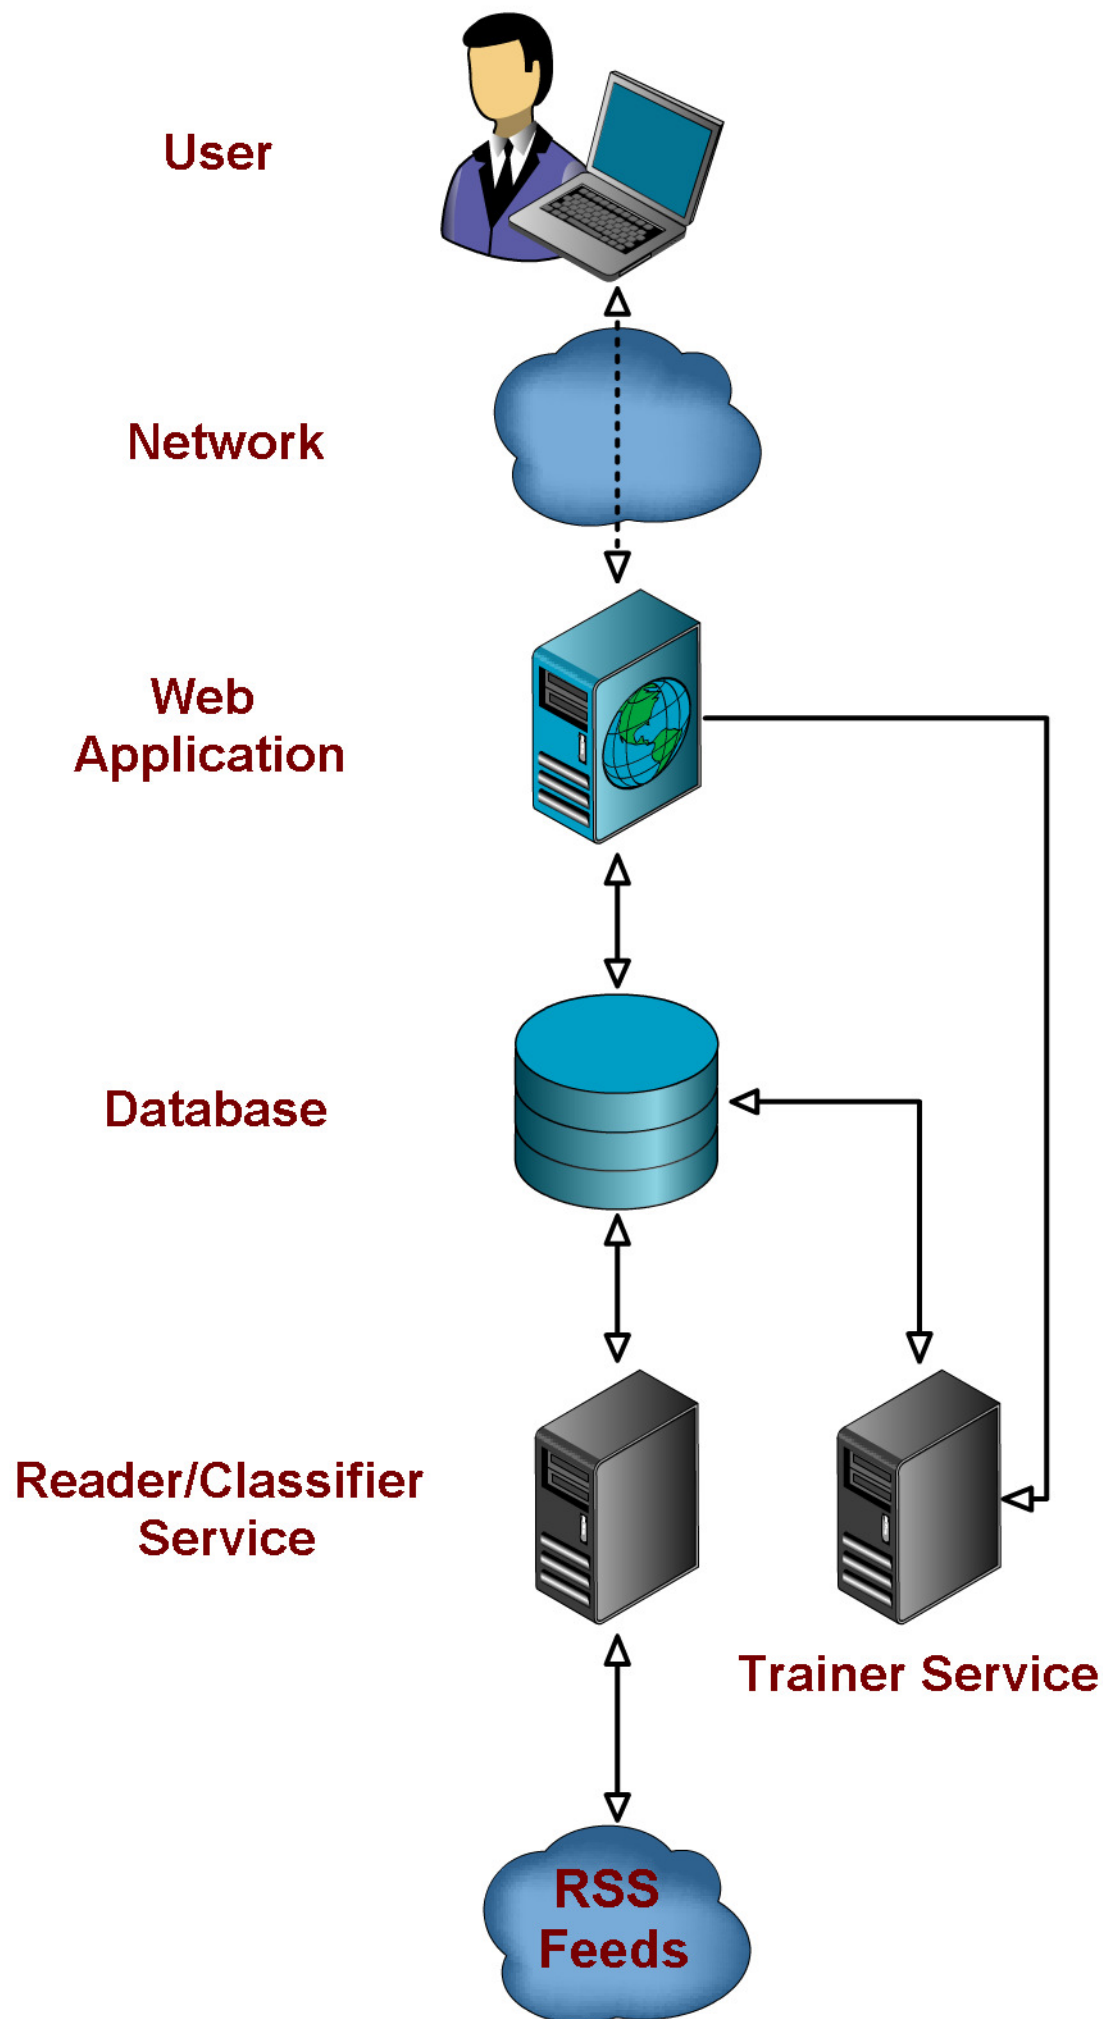 User
Network
Web
Application
Database
Reader/Classifier
Service
Trainer Service
RSS
Feeds